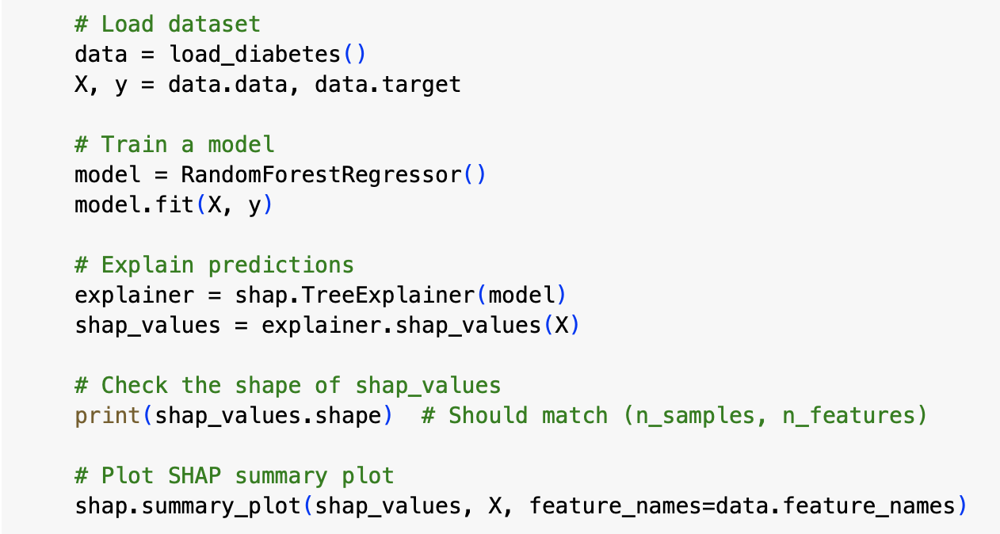 # Load dataset
data = load_diabetes()
X, y = data.data, data.target
# Train a model
model = RandomForestRegressor()
model.fit(X, y)
# Explain predictions
explainer = shap.TreeExplainer(model)
shap_values = explainer.shap_values(X)
# Check the shape of shap_values
print(shap_values.shape)  # Should match (n_samples, n_features)
# Plot SHAP summary plot
shap.summary_plot(shap_values, X, feature_names=data.feature_names)